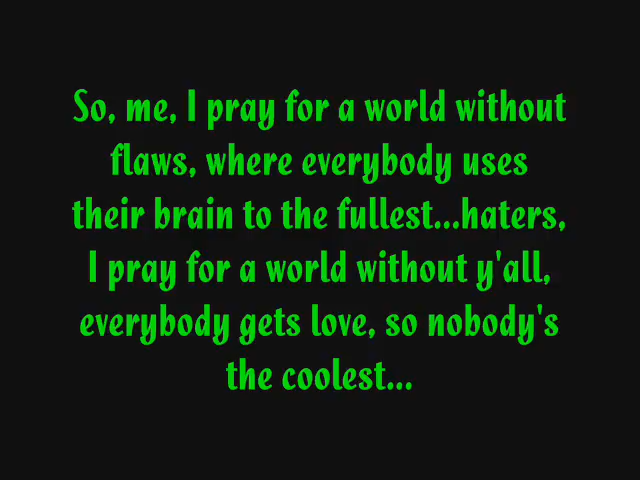 So, me, I pray for a world without
flaws, where everybody uses
their brain to the fullest...haters,
I pray for a world without y'all,
everybody gets love, so nobody's
the coolest...